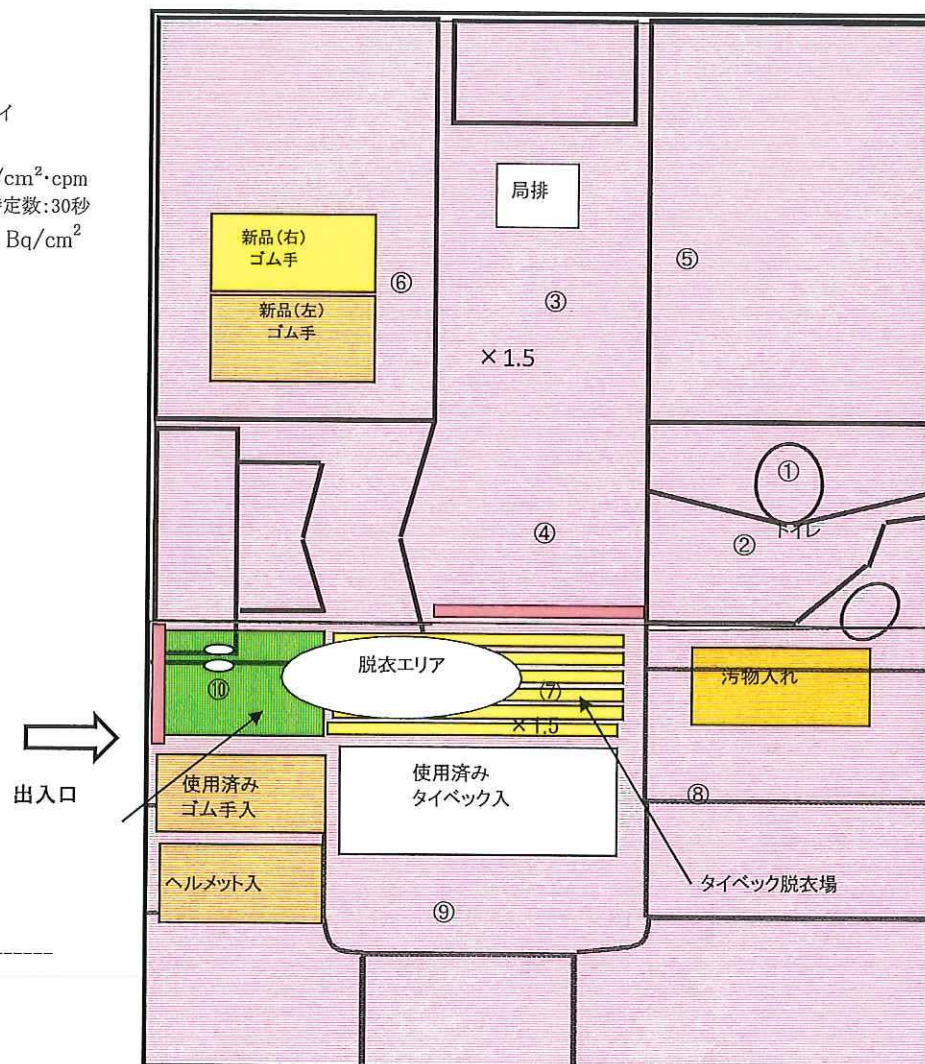 イ
/cm²・cpm
定数:30秒
Bq/cm²
局排
新品(右)
ゴム手
⑥
⑤
③
新品(左)
ゴム手
×1.5
①
トイレ
④
②
脱衣エリア
汚物入れ
⑩
⑦
×1.5
出入口
使用済み
ゴム手入
使用済み
タイベック入
⑧
ヘルメット入
タイベック脱衣場
⑨